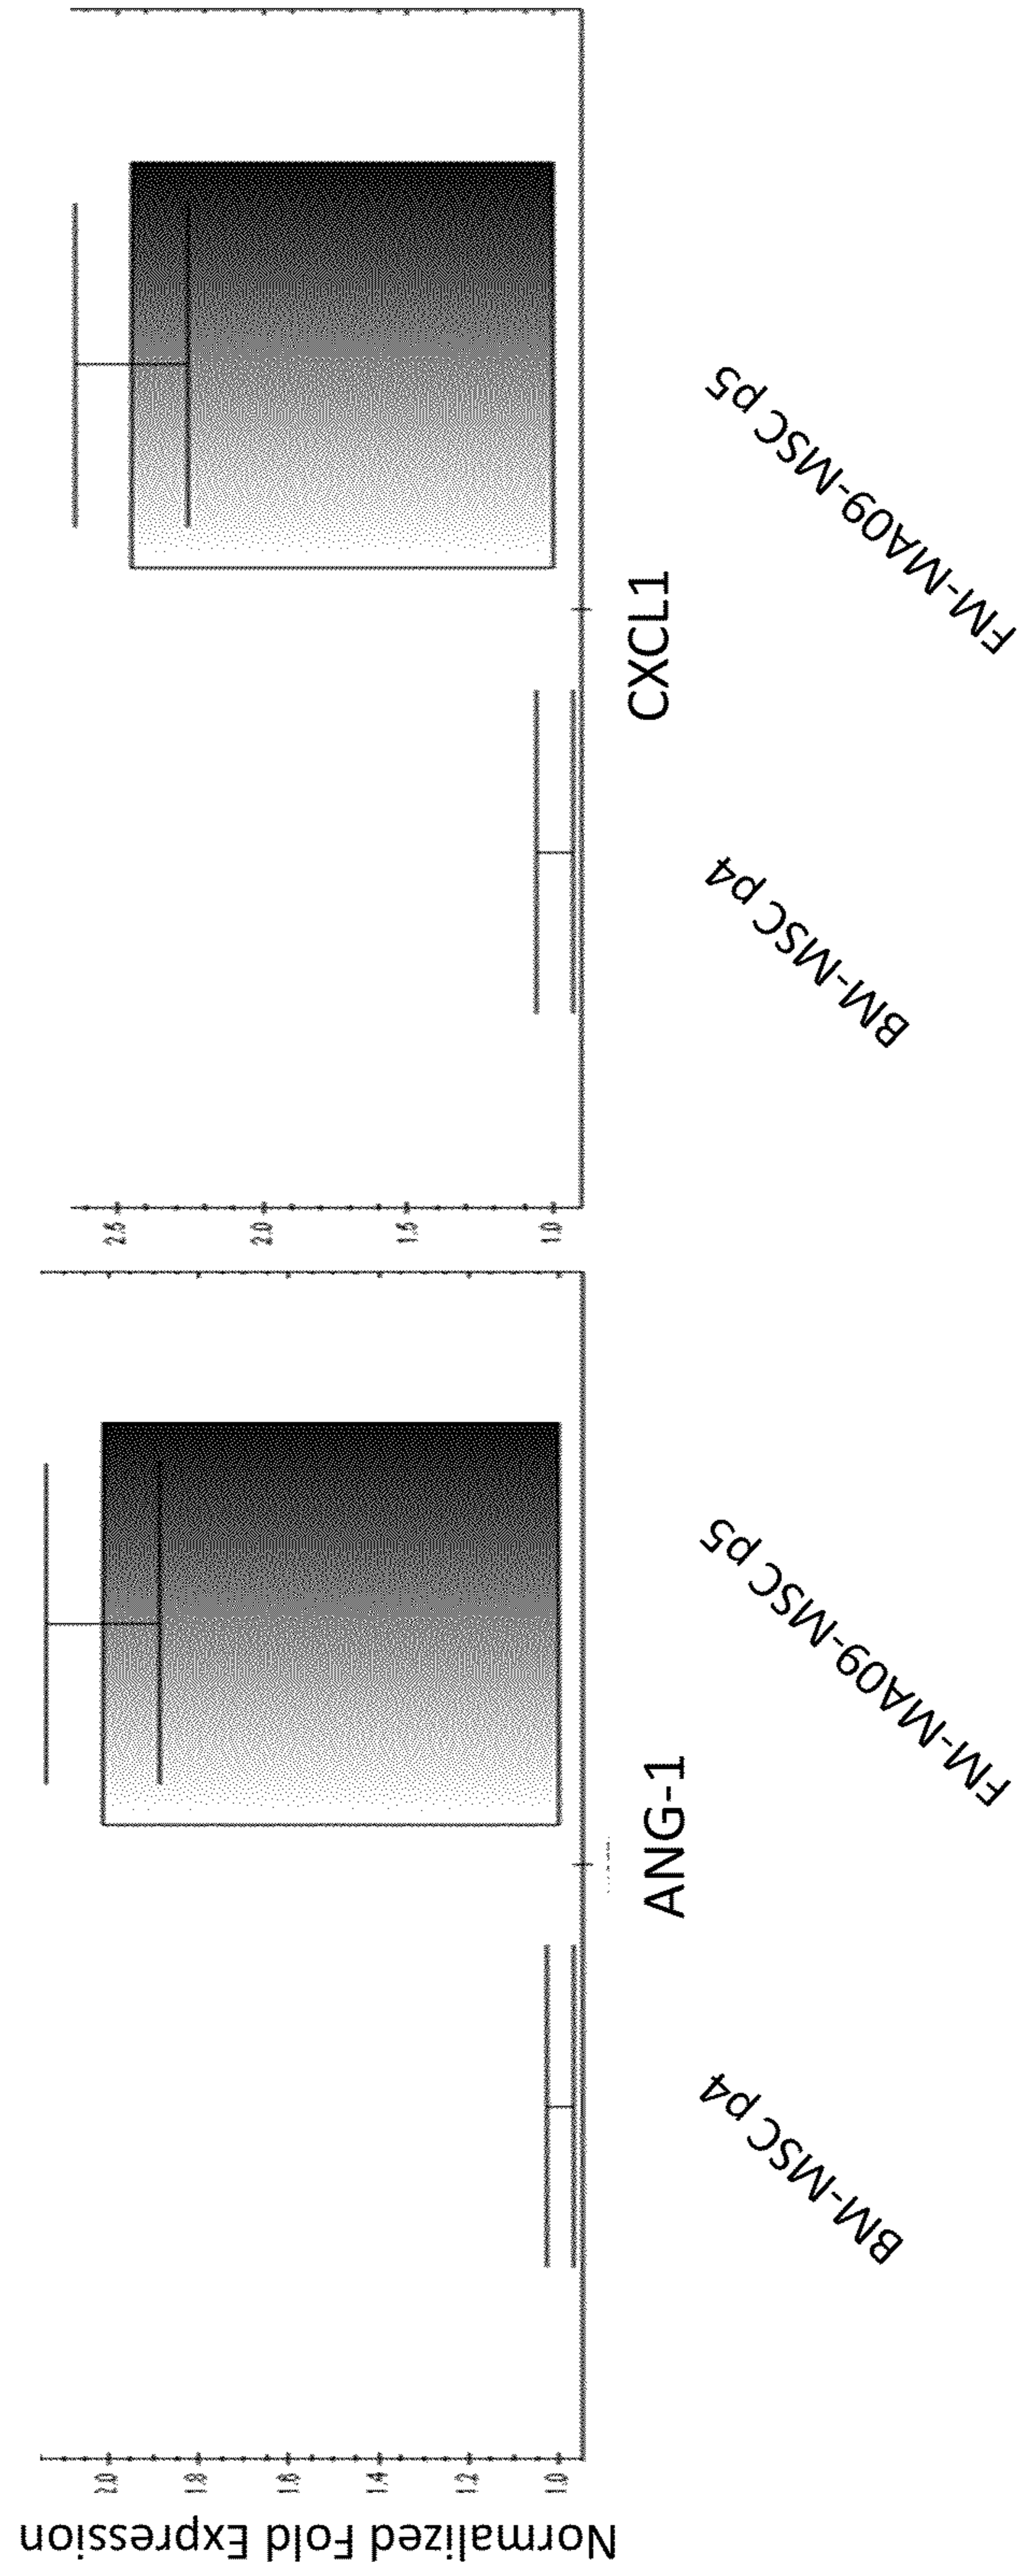 Normalized Fold Expression
2.0
1.8
1.6
1.4
1.2
1.0
ANG-1
BM-MSC p4
FM-MA09-MSC p5
2.5
2.0
1.5
1.0
CXCL1
BM-MSC p4
FM-MA09-MSC p5